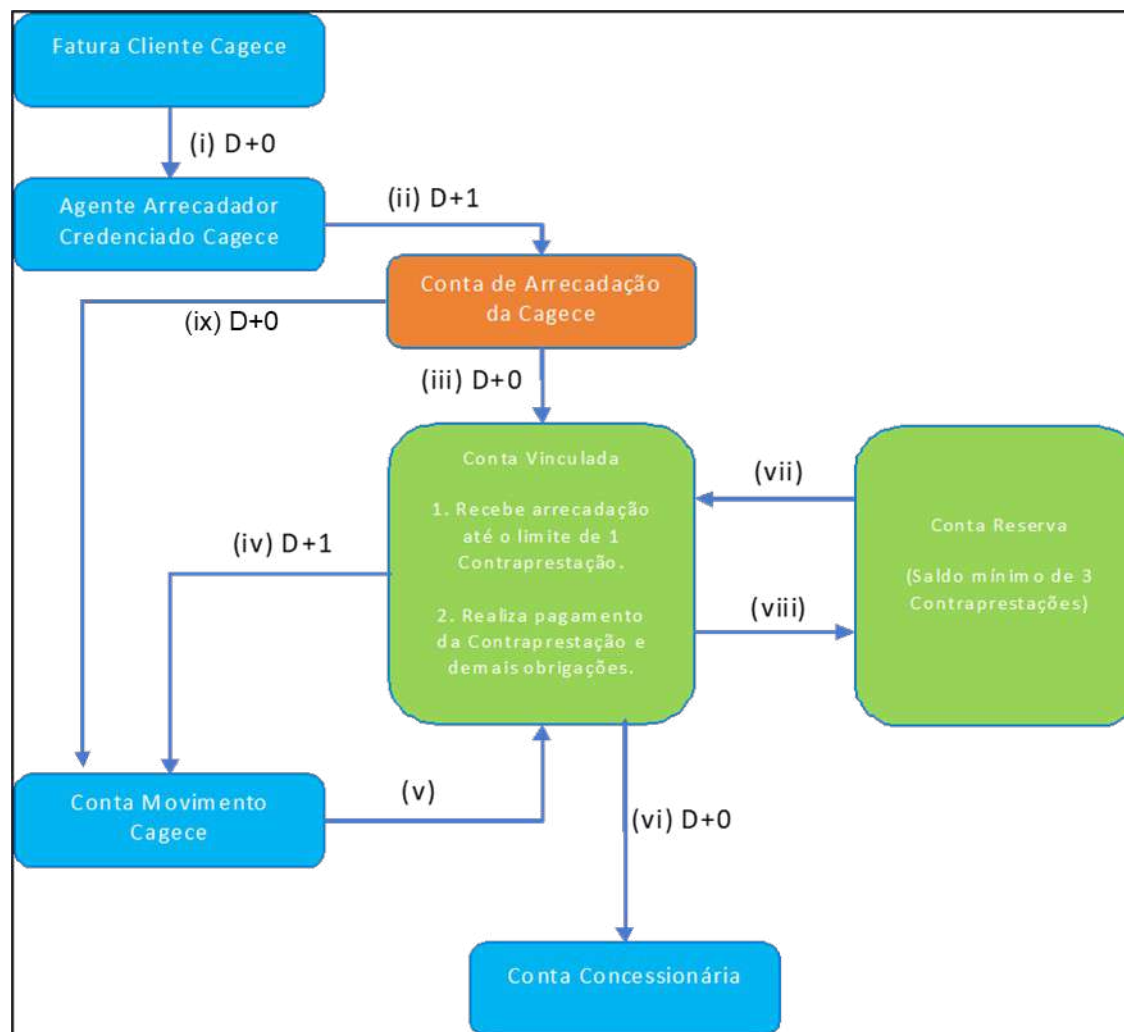 Fatura Cliente Cagece
(i) D+0
Agente Arrecadador
Credenciado Cagece
(ii) D+1
Conta de Arrecadação
da Cagece
(ix) D+0
(iii) D+0
Conta Vinculada
1. Recebe arrecadação
até o limite de 1
Contraprestação.
2. Realiza pagamento
da Contraprestação e
demais obrigações.
(vii)
(viii)
Conta Reserva
(Saldo mínimo de 3
Contraprestações)
(iv) D+1
Conta Movimento
Cagece
(v)
(vi) D+0
Conta Concessionária